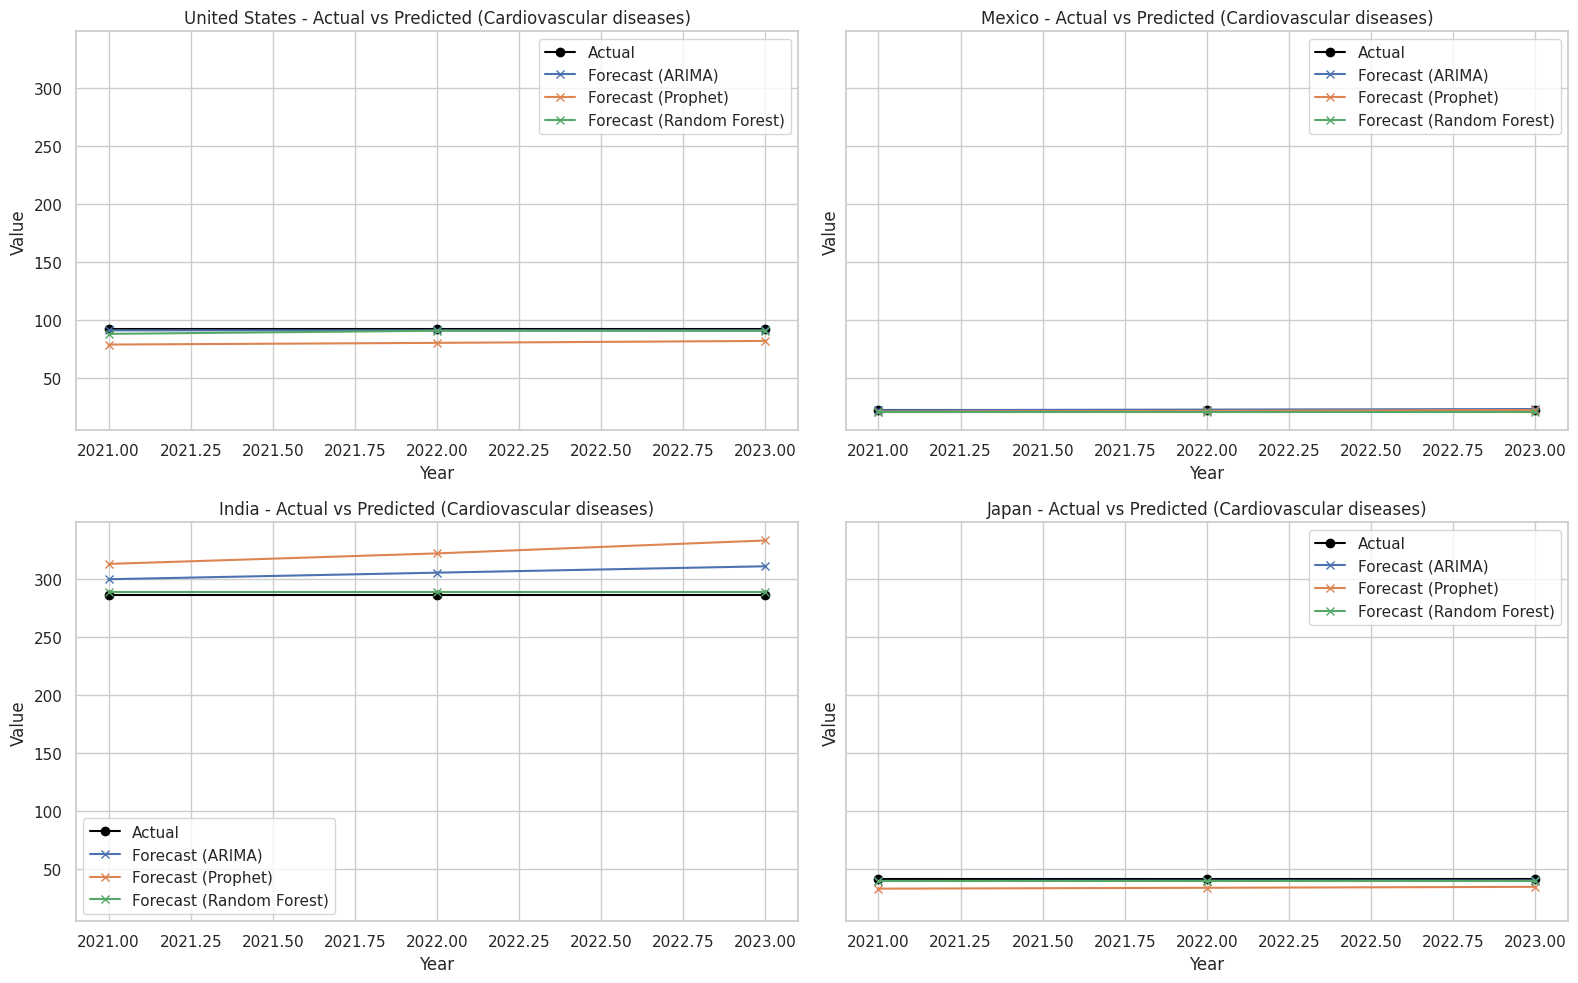 United States - Actual vs Predicted (Cardiovascular diseases)
Actual
Forecast (ARIMA)
Forecast (Prophet)
Forecast (Random Forest)
Value
300
250
200
150
100
50
2021.00 2021.25 2021.50 2021.75 2022.00 2022.25 2022.50 2022.75 2023.00
Year
Mexico - Actual vs Predicted (Cardiovascular diseases)
Actual
Forecast (ARIMA)
Forecast (Prophet)
Forecast (Random Forest)
Value
2021.00 2021.25 2021.50 2021.75 2022.00 2022.25 2022.50 2022.75 2023.00
Year
India - Actual vs Predicted (Cardiovascular diseases)
Value
300
250
200
150
100
50
Actual
Forecast (ARIMA)
Forecast (Prophet)
Forecast (Random Forest)
2021.00 2021.25 2021.50 2021.75 2022.00 2022.25 2022.50 2022.75 2023.00
Year
Japan - Actual vs Predicted (Cardiovascular diseases)
Actual
Forecast (ARIMA)
Forecast (Prophet)
Forecast (Random Forest)
Value
2021.00 2021.25 2021.50 2021.75 2022.00 2022.25 2022.50 2022.75 2023.00
Year